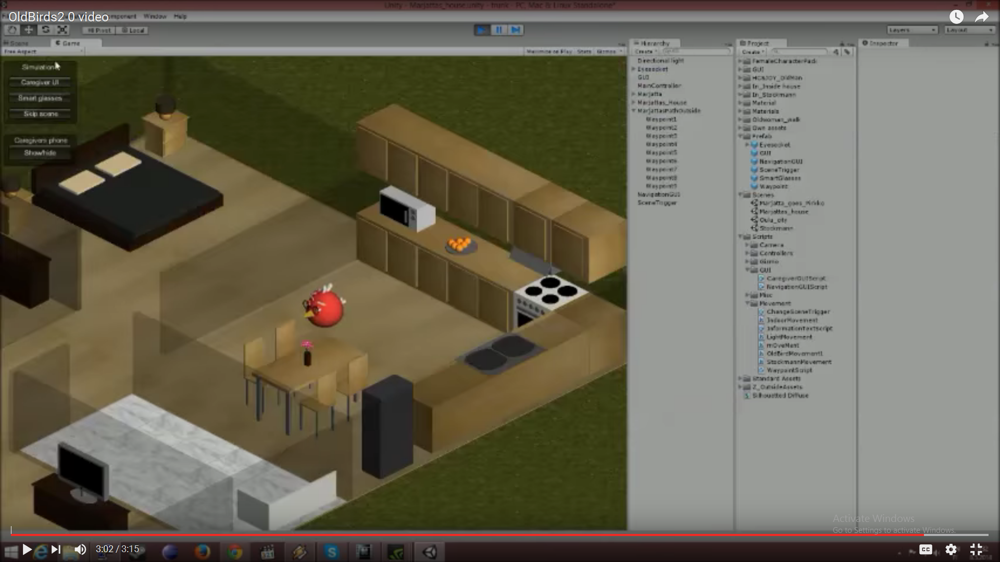 Unity - Marjattas_house.unity - trunk - PC, Mac & Linux Standalone*
OldBirds2 0 video
Component Window Help
Pivot Local
Layers Layout
Scene Game
Free Aspect
Maximize on Play Stats Gizmos
Simulation
Caregiver UI
Smart glasses
Skip scene
Caregivers phone
Show/hide
Hierarchy
Create
Directional light
Eyesocket
GUI
MainController
Marjatta
Marjattas_House
MarjattasPathOutside
Waypoint1
Waypoint2
Waypoint3
Waypoint4
Waypoint5
Waypoint6
Waypoint7
Waypoint8
Waypoint9
NavigationGUI
SceneTrigger
Project
Create
FemaleCharacterPack
GUI
In_Inside house
In_Stockmann
Material
Materials
Oldwoman_walk
Own assets
Prefab
Eyesocket
GUI
NavigationGUI
SceneTrigger
SmartGlasses
Waypoint
Scenes
Marjatta_goes_Pirkko
Marjattas_house
Oulu_city
Stockmann
Scripts
Camera
Controllers
Gizmo
GUI
CaregiverGUIScript
NavigationGUIScript
Misc
Movement
ChangeSceneTrigger
IndoorMovement
InformationTextScript
LightMovement
mOveMent
OldBirdMovement1
StockmannMovement
WaypointScript
Standard Assets
Z_OutsideAssets
Silhouetted Diffuse
Inspector
Activate Windows
Go to Settings to activate Windows.
3:02 / 3:15
CC